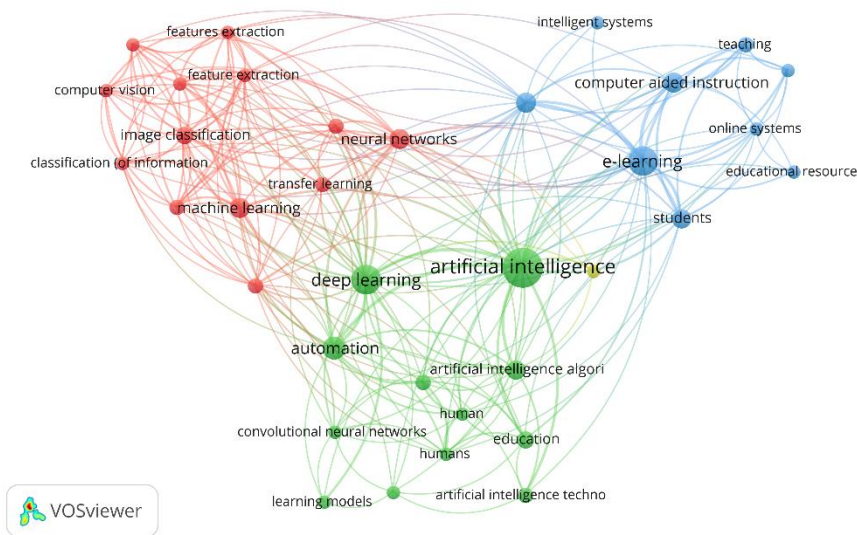 intelligent systems
features extraction
teaching
feature extraction
computer aided instruction
computer vision
image classification
neural networks
online systems
classification (of information
e-learning
educational resource
transfer learning
machine learning
students
artificial intelligence
deep learning
automation
artificial intelligence algori
human
convolutional neural networks
education
humans
learning models
artificial intelligence techno
VOSviewer